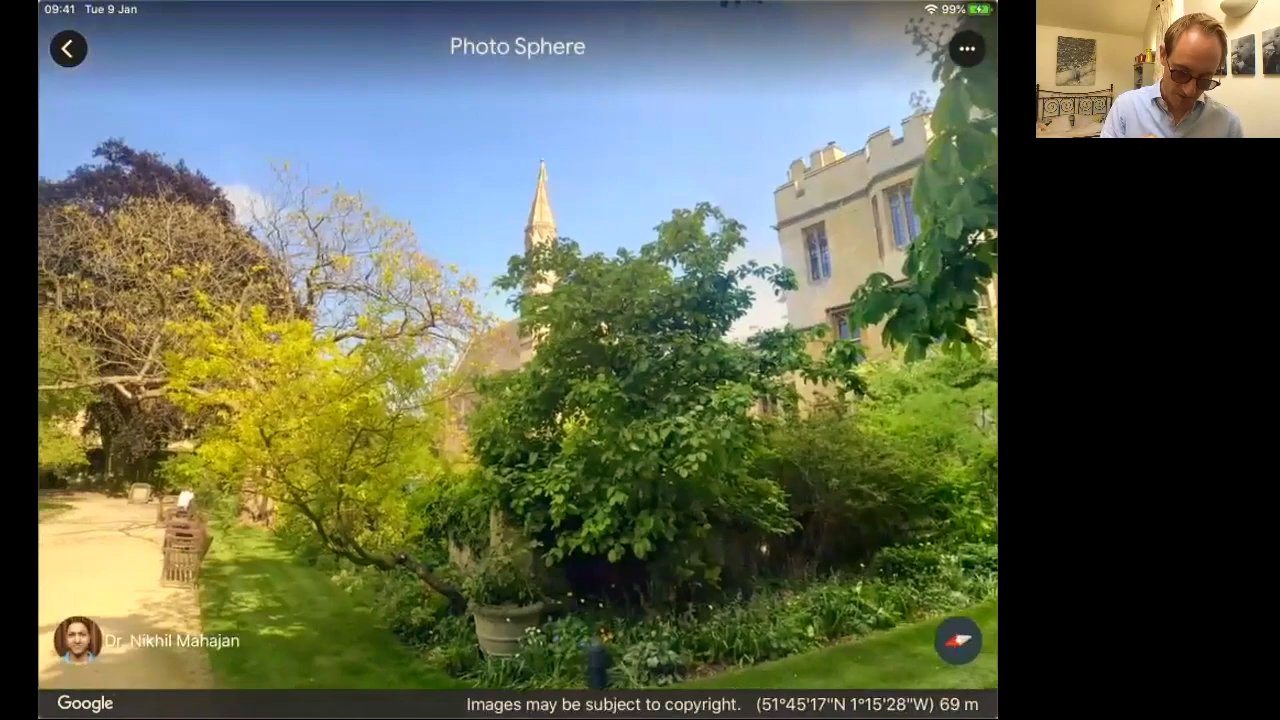 09:41 Tue 9 Jan
99%
Photo Sphere
Dr. Nikhil Mahajan
Google
Images may be subject to copyright. (51°45'17"N 1°15'28"W) 69 m